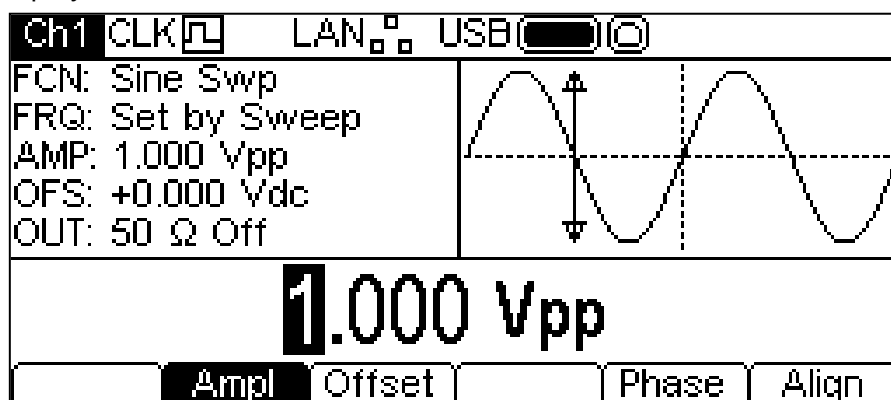 Ch1 CLK LAN USB
FCN: Sine Swp
FRQ: Set by Sweep
AMP: 1.000 Vpp
OFS: +0.000 Vdc
OUT: 50 Ω Off
1.000 Vpp
Ampl Offset Phase Align